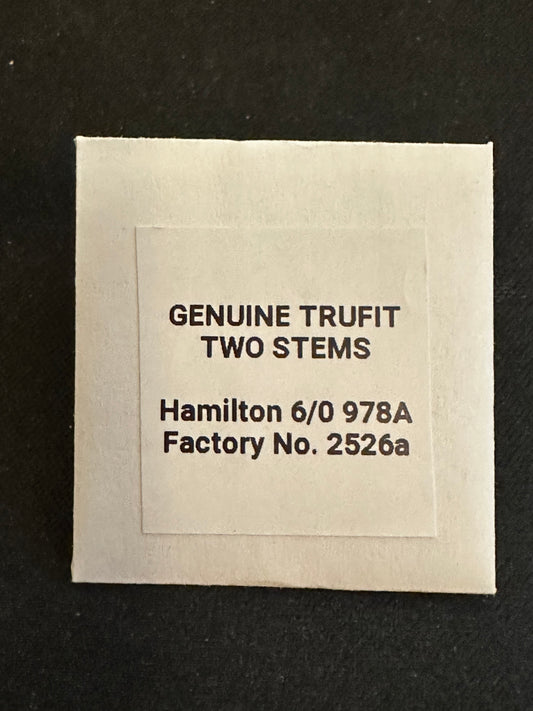 GENUINE TRUFIT
TWO STEMS
Hamilton 6/0 978A
Factory No. 2526a